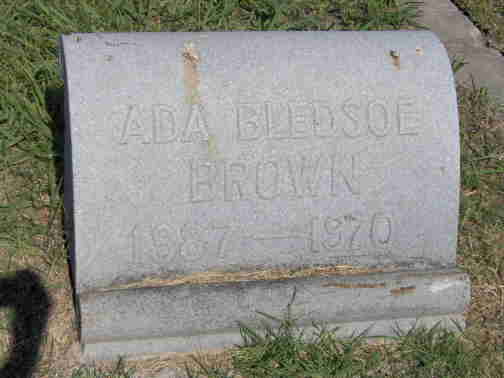 ADA BLEDSOE
BROWN
1887 — 1970